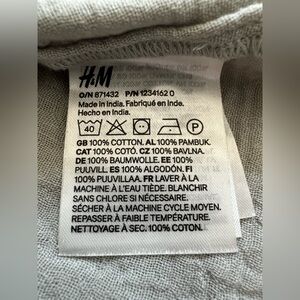 H&M
O/N 871432 P/N 1234162 0
Made in India. Fabriqué en Inde.
Hecho en India.
40
P
GB 100% COTTON. AL 100% PAMBUK.
CAT 100% COTÓ. CZ 100% BAVLNA.
DE 100% BAUMWOLLE. EE 100%
PUUVILL. ES 100% ALGODÓN. FI
100% PUUVILLAA. FR LAVER À LA
MACHINE À L'EAU TIÈDE. BLANCHIR
SANS CHLORE SI NÉCESSAIRE.
SÉCHER À LA MACHINE CYCLE MOYEN.
REPASSER À FAIBLE TEMPÉRATURE.
NETTOYAGE À SEC. 100% COTON.